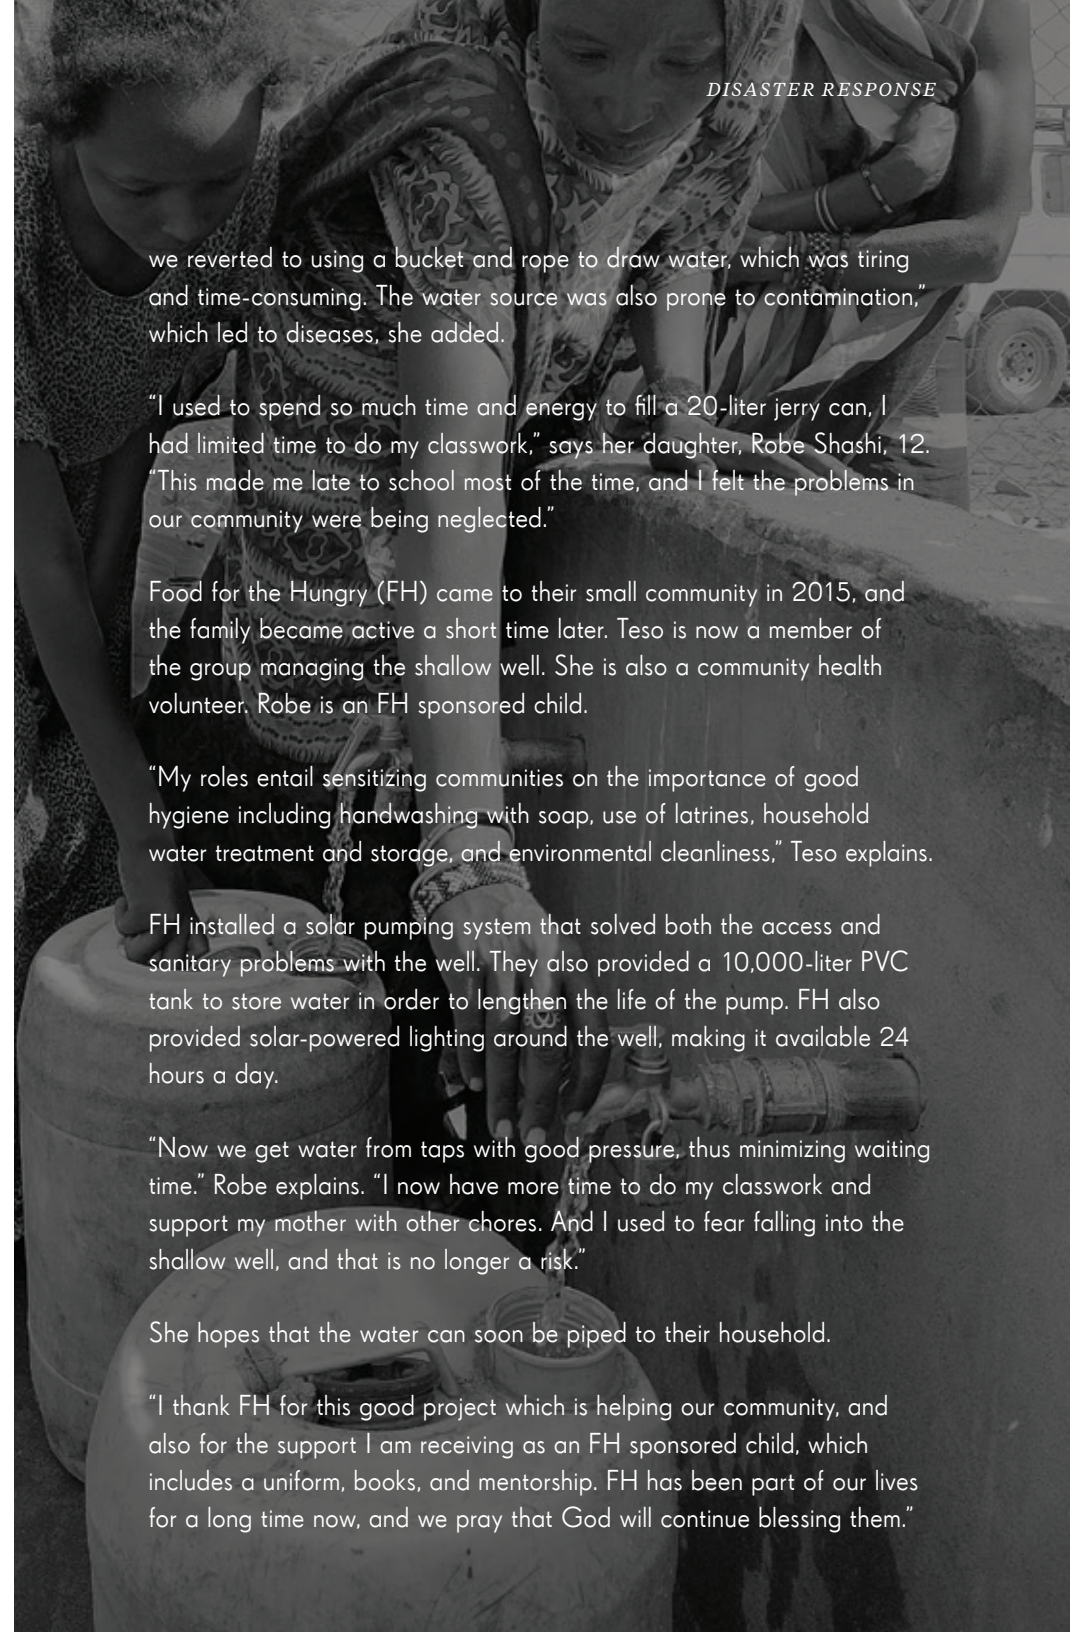 DISASTER RESPONSE
we reverted to using a bucket and rope to draw water, which was tiring
and time-consuming. The water source was also prone to contamination,”
which led to diseases, she added.
“I used to spend so much time and energy to fill a 20-liter jerry can, I
had limited time to do my classwork,” says her daughter, Robe Shashi, 12.
“This made me late to school most of the time, and I felt the problems in
our community were being neglected.”
Food for the Hungry (FH) came to their small community in 2015, and
the family became active a short time later. Teso is now a member of
the group managing the shallow well. She is also a community health
volunteer. Robe is an FH sponsored child.
“My roles entail sensitizing communities on the importance of good
hygiene including handwashing with soap, use of latrines, household
water treatment and storage, and environmental cleanliness,” Teso explains.
FH installed a solar pumping system that solved both the access and
sanitary problems with the well. They also provided a 10,000-liter PVC
tank to store water in order to lengthen the life of the pump. FH also
provided solar-powered lighting around the well, making it available 24
hours a day.
“Now we get water from taps with good pressure, thus minimizing waiting
time.” Robe explains. “I now have more time to do my classwork and
support my mother with other chores. And I used to fear falling into the
shallow well, and that is no longer a risk.”
She hopes that the water can soon be piped to their household.
“I thank FH for this good project which is helping our community, and
also for the support I am receiving as an FH sponsored child, which
includes a uniform, books, and mentorship. FH has been part of our lives
for a long time now, and we pray that God will continue blessing them.”